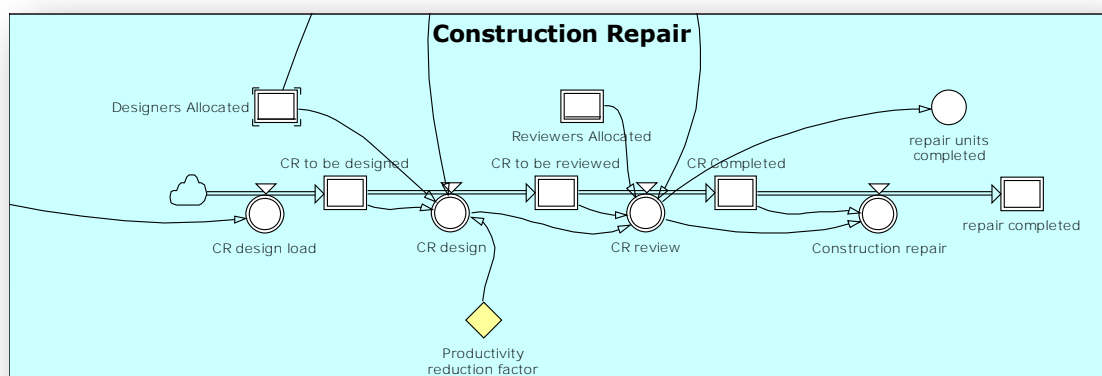 Construction Repair
Designers Allocated
Reviewers Allocated
repair units
completed
CR to be designed
CR to be reviewed
CR Completed
repair completed
CR design load
CR design
CR review
Construction repair
Productivity
reduction factor